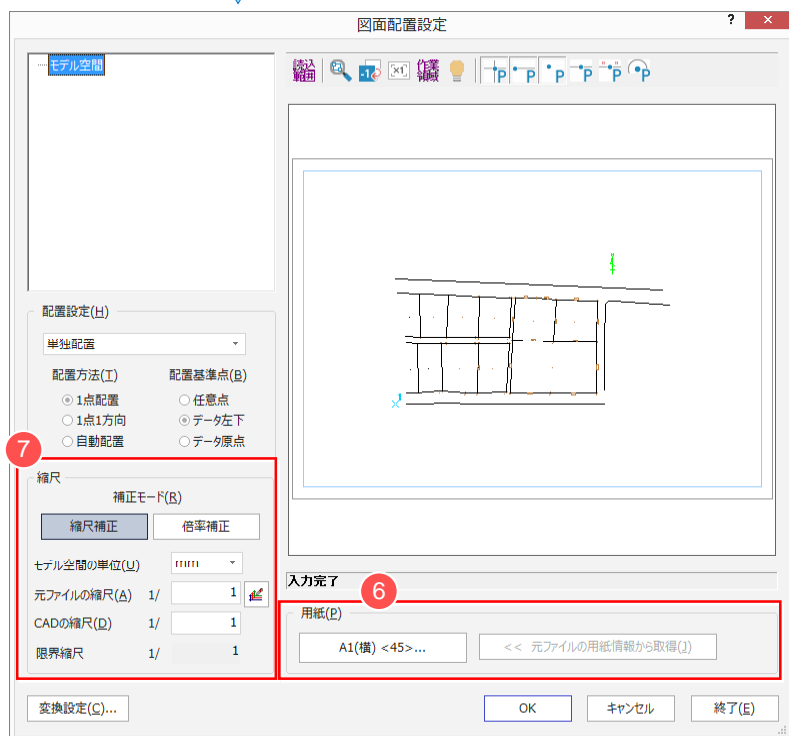 図面配置設定
? ×
モデル空間
読込範囲 -1 ×1 作業領域 P P P P P P
配置設定(H)
単独配置
配置方法(T) 配置基準点(B)
1点配置 任意点
1点1方向 データ左下
自動配置 データ原点
7
縮尺
補正モード(R)
縮尺補正 倍率補正
モデル空間の単位(U) mm
元ファイルの縮尺(A) 1/ 1
CADの縮尺(D) 1/ 1
限界縮尺 1/ 1
入力完了
6
用紙(P)
A1(横) <45>... << 元ファイルの用紙情報から取得(J)
変換設定(C)... OK キャンセル 終了(E)